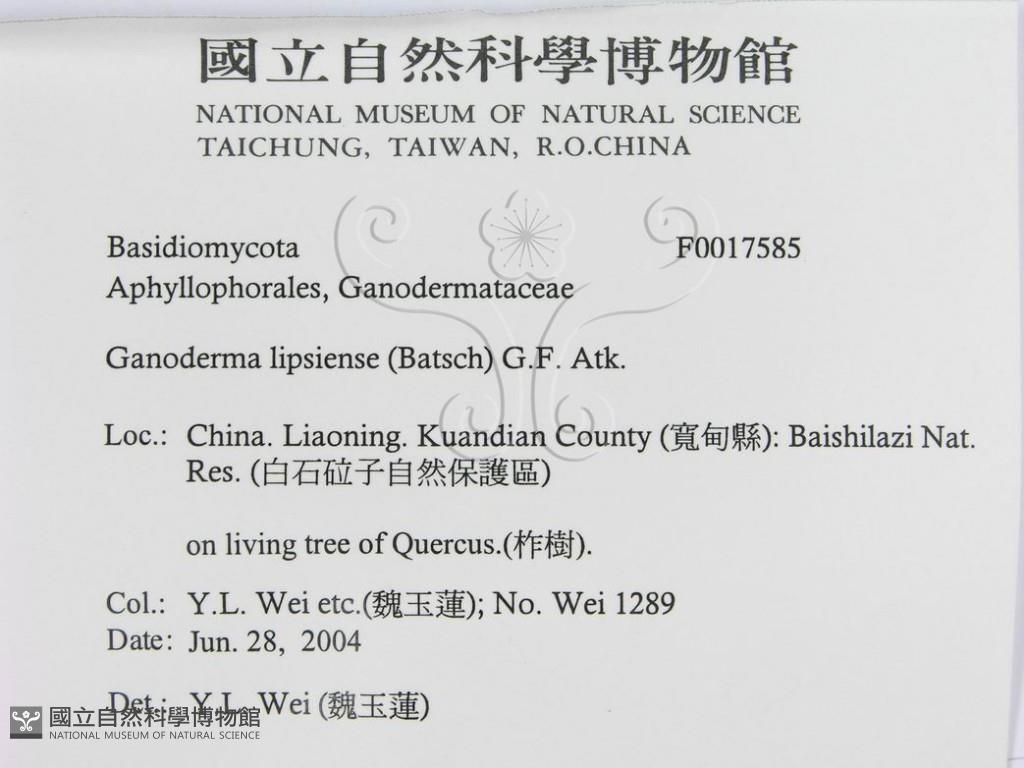 國立自然科學博物館
NATIONAL MUSEUM OF NATURAL SCIENCE
TAICHUNG, TAIWAN, R.O.CHINA
Basidiomycota F0017585
Aphyllophorales, Ganodermataceae
Ganoderma lipsiense (Batsch) G.F. Atk.
Loc.: China. Liaoning. Kuandian County (寬甸縣): Baishilazi Nat.
Res. (白石砬子自然保護區)
on living tree of Quercus.(柞樹).
Col.: Y.L. Wei etc.(魏玉蓮); No. Wei 1289
Date: Jun. 28, 2004
Det.: Y.L. Wei (魏玉蓮)
國立自然科學博物館
NATIONAL MUSEUM OF NATURAL SCIENCE